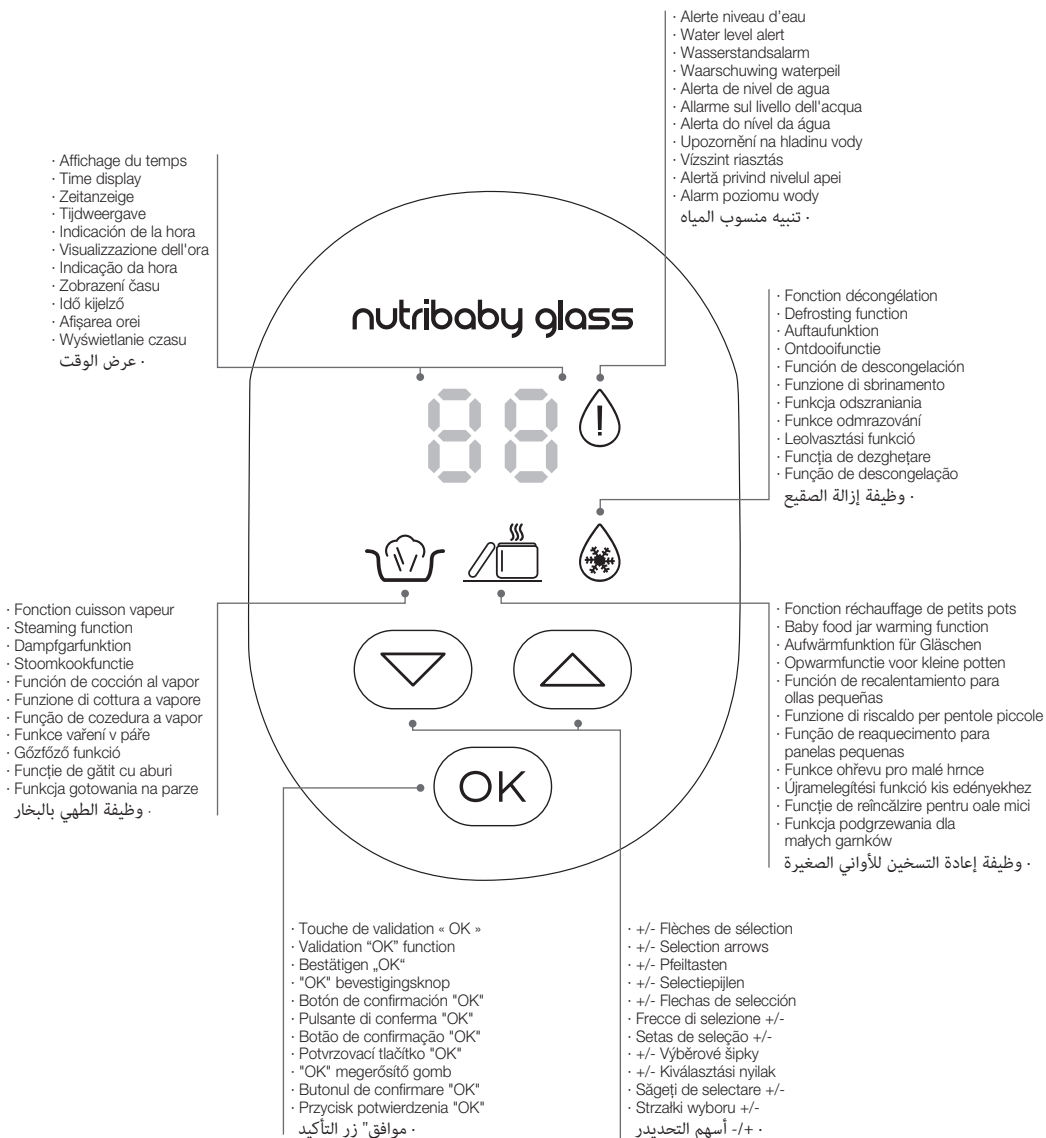 · Alerte niveau d'eau
· Water level alert
· Wasserstandsalarm
· Waarschuwing waterpeil
· Alerta de nivel de agua
· Allarme sul livello dell'acqua
· Alerta do nível da água
· Upozornění na hladinu vody
· Vízszint riasztás
· Alertă privind nivelul apei
· Alarm poziomu wody
· تنبيه منسوب المياه
· Affichage du temps
· Time display
· Zeitanzeige
· Tijdweergave
· Indicación de la hora
· Visualizzazione dell'ora
· Indicação da hora
· Zobrazení času
· Idő kijelző
· Afișarea orei
· Wyświetlanie czasu
· عرض الوقت
nutribaby glass
88
!
· Fonction décongélation
· Defrosting function
· Auftaufunktion
· Ontdooifunctie
· Función de descongelación
· Funzione di sbrinamento
· Funkcja odszraniania
· Funkce odmrazování
· Leolvasztási funkció
· Funcția de dezghețare
· Função de descongelação
· وظيفة إزالة الصقيع
· Fonction cuisson vapeur
· Steaming function
· Dampfgarfunktion
· Stoomkookfunctie
· Función de cocción al vapor
· Funzione di cottura a vapore
· Função de cozedura a vapor
· Funkce vaření v páře
· Gőzfőző funkció
· Funcție de gătit cu aburi
· Funkcja gotowania na parze
· وظيفة الطهي بالبخار
· Fonction réchauffage de petits pots
· Baby food jar warming function
· Aufwärmfunktion für Gläschen
· Opwarmfunctie voor kleine potten
· Función de recalentamiento para
ollas pequeñas
· Funzione di riscaldo per pentole piccole
· Função de reaquecimento para
panelas pequenas
· Funkce ohřevu pro malé hrnce
· Újramelegítési funkció kis edényekhez
· Funcție de reîncălzire pentru oale mici
· Funkcja podgrzewania dla
małych garnków
· وظيفة إعادة التسخين للأواني الصغيرة
OK
· Touche de validation « OK »
· Validation “OK” function
· Bestätigen „OK“
· "OK" bevestigingsknop
· Botón de confirmación "OK"
· Pulsante di conferma "OK"
· Botão de confirmação "OK"
· Potvrzovací tlačítko "OK"
· "OK" megerősítő gomb
· Butonul de confirmare "OK"
· Przycisk potwierdzenia "OK"
· موافق" زر التأكيد
· +/- Flèches de sélection
· +/- Selection arrows
· +/- Pfeiltasten
· +/- Selectiepijlen
· +/- Flechas de selección
· Frecce di selezione +/-
· Setas de seleção +/-
· +/- Výběrové šipky
· +/- Kiválasztási nyilak
· Săgeți de selectare +/-
· Strzałki wyboru +/-
· +/- أسهم التحديدر